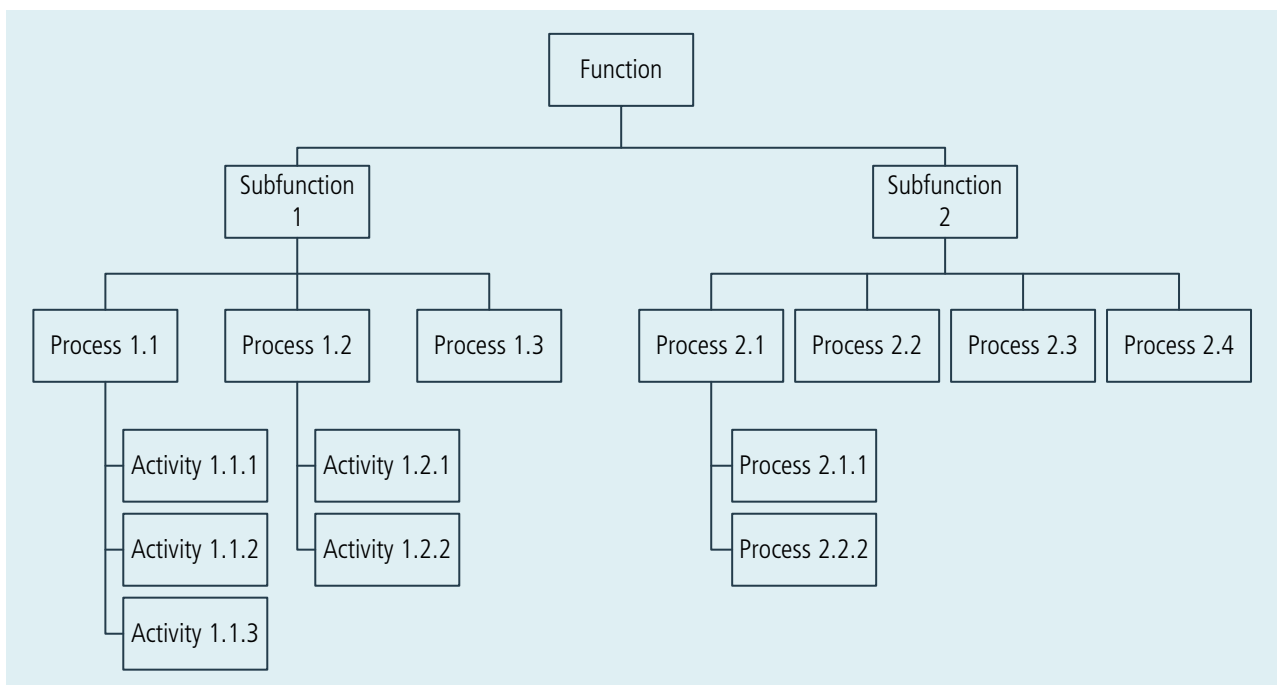 Function
Subfunction
1
Subfunction
2
Process 1.1
Process 1.2
Process 1.3
Process 2.1
Process 2.2
Process 2.3
Process 2.4
Activity 1.1.1
Activity 1.2.1
Process 2.1.1
Activity 1.1.2
Activity 1.2.2
Process 2.2.2
Activity 1.1.3